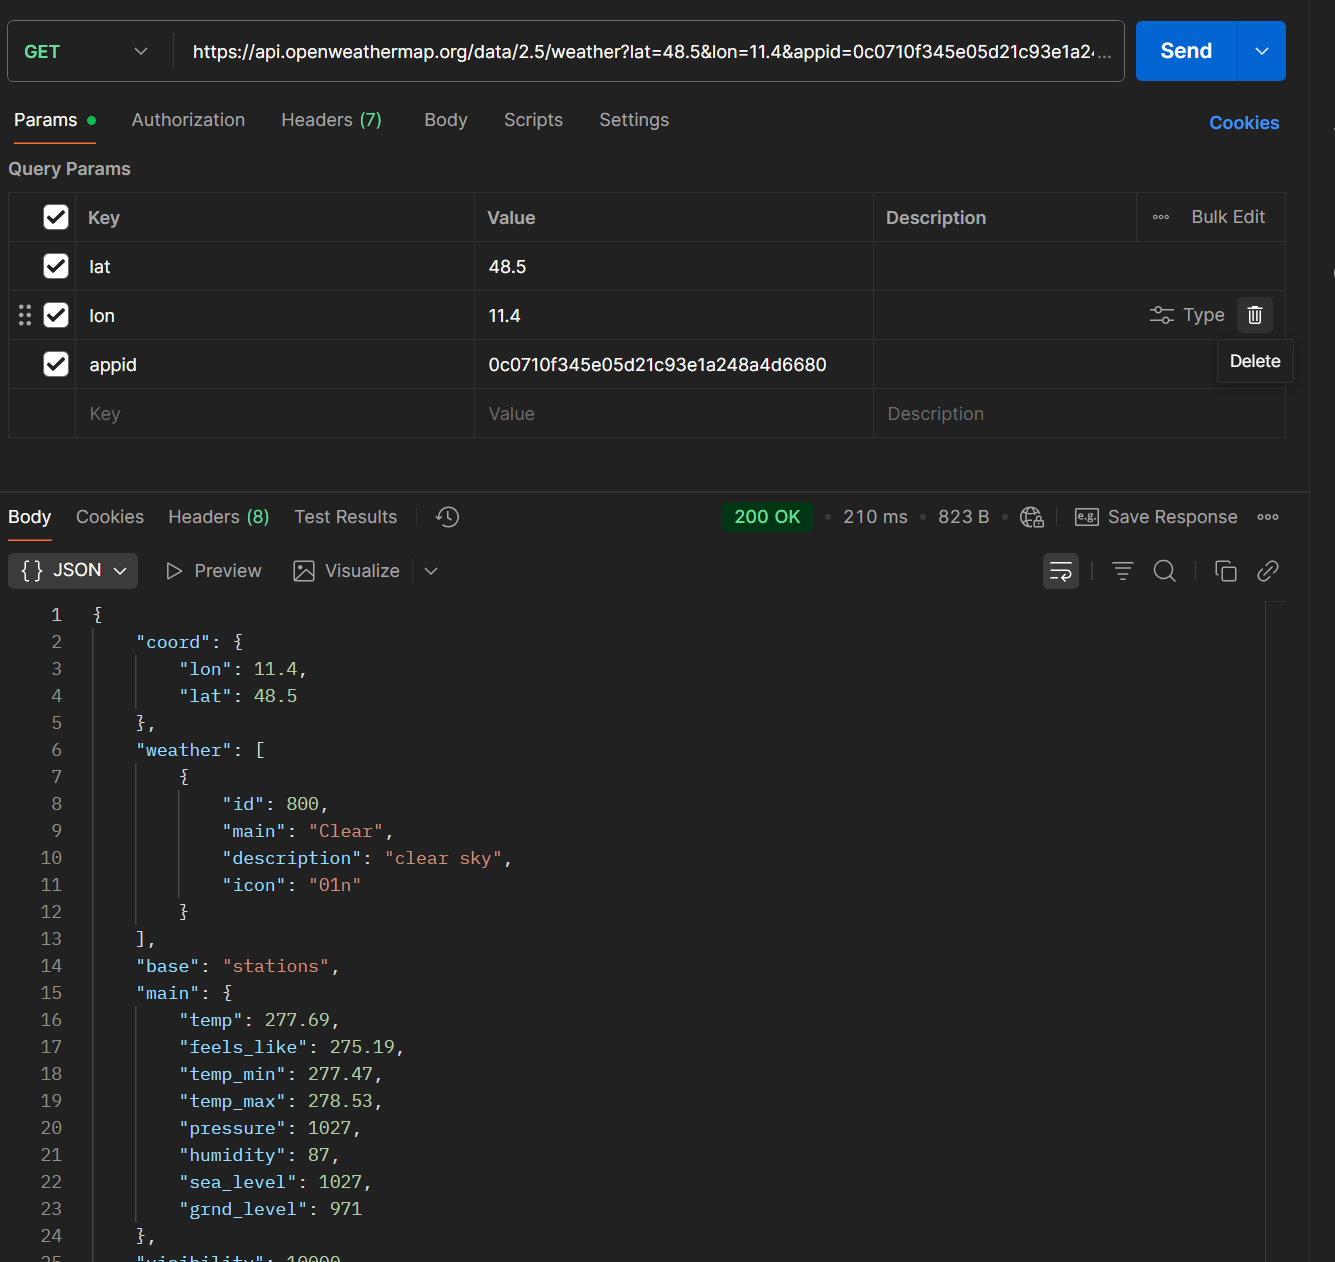 GET https://api.openweathermap.org/data/2.5/weather?lat=48.5&lon=11.4&appid=0c0710f345e05d21c93e1a24... Send
Params Authorization Headers (7) Body Scripts Settings Cookies
Query Params
Key Value Description Bulk Edit
lat 48.5
lon 11.4 Type
appid 0c0710f345e05d21c93e1a248a4d6680 Delete
Key Value Description
Body Cookies Headers (8) Test Results 200 OK • 210 ms • 823 B • e.g. Save Response
{} JSON Preview Visualize
1 {
2 "coord": {
3 "lon": 11.4,
4 "lat": 48.5
5 },
6 "weather": [
7 {
8 "id": 800,
9 "main": "Clear",
10 "description": "clear sky",
11 "icon": "01n"
12 }
13 ],
14 "base": "stations",
15 "main": {
16 "temp": 277.69,
17 "feels_like": 275.19,
18 "temp_min": 277.47,
19 "temp_max": 278.53,
20 "pressure": 1027,
21 "humidity": 87,
22 "sea_level": 1027,
23 "grnd_level": 971
24 },
25 "visibility": 10000